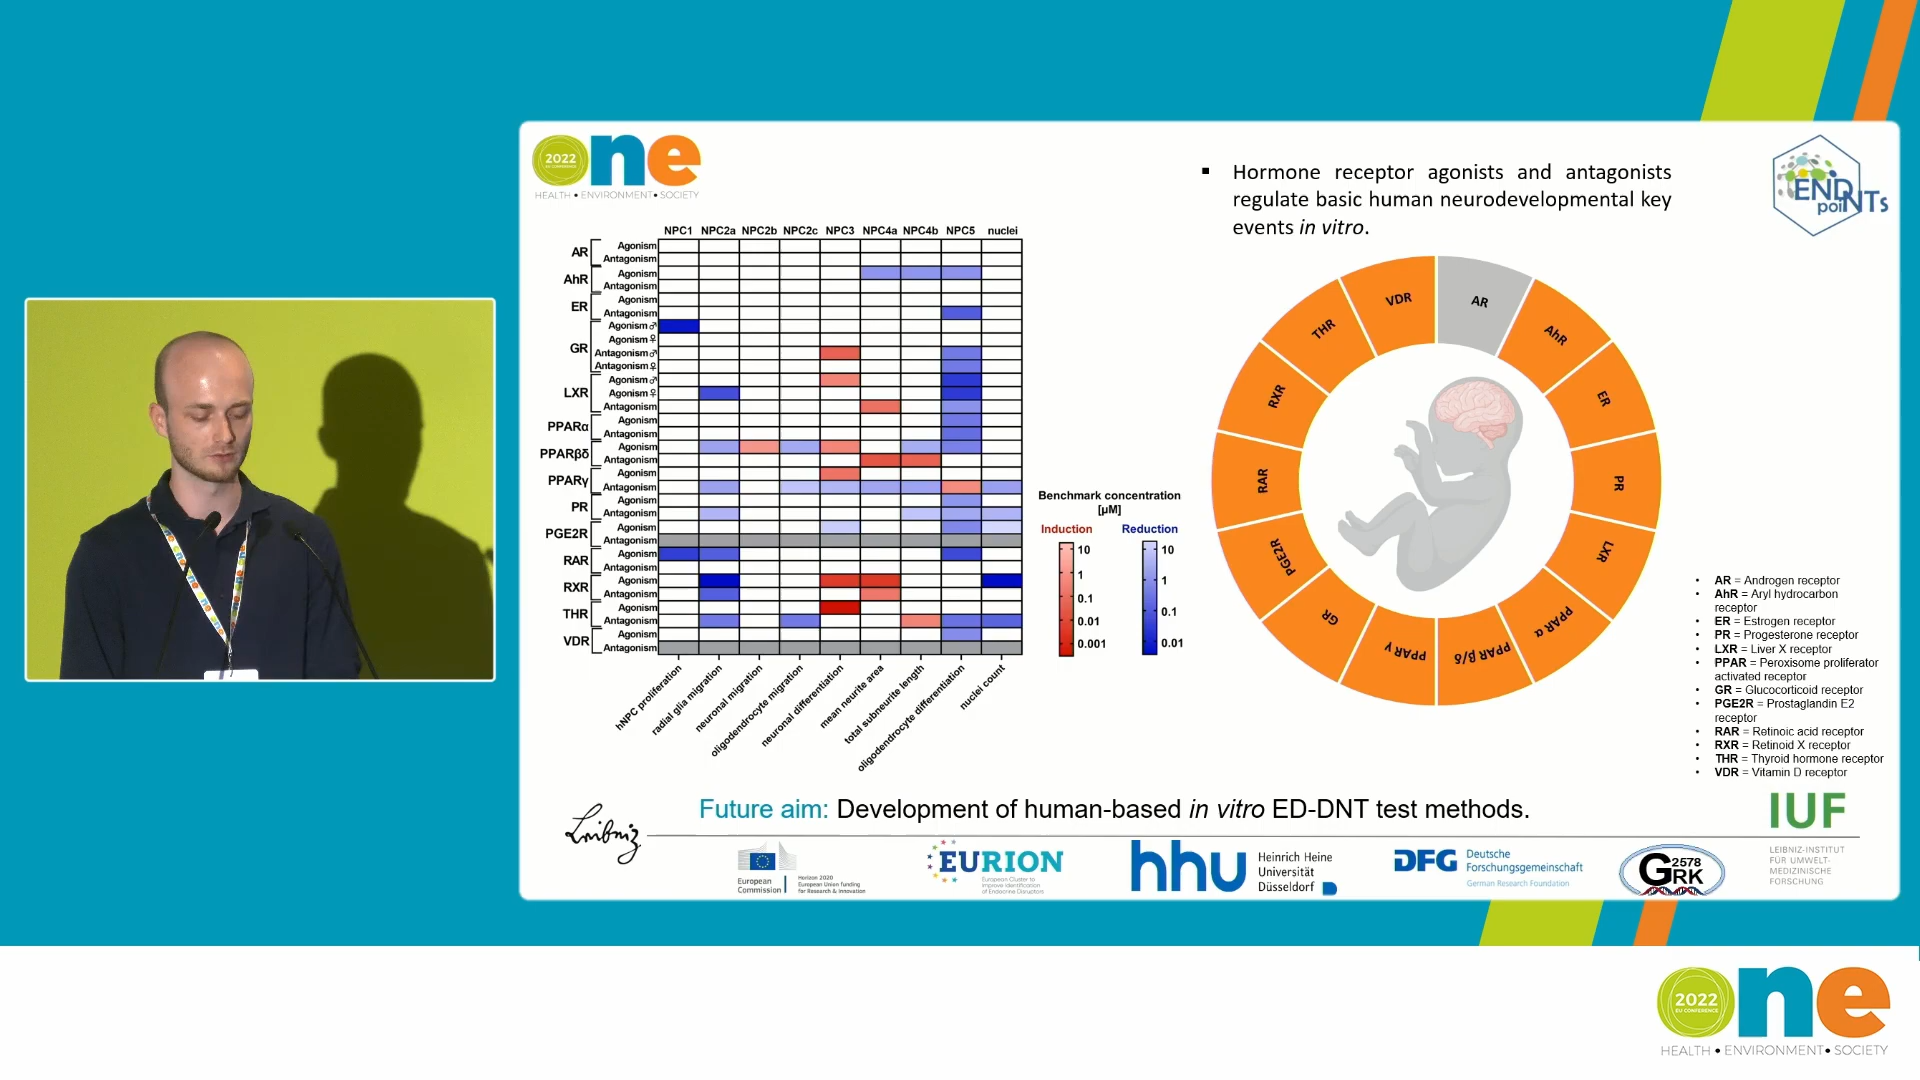 2022
EU CONFERENCE
one
HEALTH • ENVIRONMENT • SOCIETY
▪ Hormone receptor agonists and antagonists
regulate basic human neurodevelopmental key
events in vitro.
END
poiNTs
NPC1 NPC2a NPC2b NPC2c NPC3 NPC4a NPC4b NPC5 nuclei
AR
Agonism
Antagonism
AhR
Agonism
Antagonism
ER
Agonism
Antagonism
GR
Agonism♂
Agonism♀
Antagonism♂
Antagonism♀
LXR
Agonism♂
Agonism♀
Antagonism
PPARα
Agonism
Antagonism
PPARβδ
Agonism
Antagonism
PPARγ
Agonism
Antagonism
PR
Agonism
Antagonism
PGE2R
Agonism
Antagonism
RAR
Agonism
Antagonism
RXR
Agonism
Antagonism
THR
Agonism
Antagonism
VDR
Agonism
Antagonism
hNPC proliferation
radial glia migration
neuronal migration
oligodendrocyte migration
neuronal differentiation
mean neurite area
total subneurite length
oligodendrocyte differentiation
nuclei count
Benchmark concentration
[µM]
Induction
10
1
0.1
0.01
0.001
Reduction
10
1
0.1
0.01
AR
AhR
ER
PR
LXR
PPAR α
PPAR β/δ
PPAR γ
GR
PGE2R
RAR
RXR
THR
VDR
• AR = Androgen receptor
• AhR = Aryl hydrocarbon
receptor
• ER = Estrogen receptor
• PR = Progesterone receptor
• LXR = Liver X receptor
• PPAR = Peroxisome proliferator
activated receptor
• GR = Glucocorticoid receptor
• PGE2R = Prostaglandin E2
receptor
• RAR = Retinoic acid receptor
• RXR = Retinoid X receptor
• THR = Thyroid hormone receptor
• VDR = Vitamin D receptor
Future aim: Development of human-based in vitro ED-DNT test methods.
Leibniz
European
Commission
Horizon 2020
European Union funding
for Research & Innovation
EURION
European Cluster to
Improve Identification
of Endocrine Disruptors
hhu
Heinrich Heine
Universität
Düsseldorf
DFG
Deutsche
Forschungsgemeinschaft
German Research Foundation
GRK
2578
IUF
LEIBNIZ-INSTITUT
FÜR UMWELT-
MEDIZINISCHE
FORSCHUNG
2022
EU CONFERENCE
one
HEALTH • ENVIRONMENT • SOCIETY